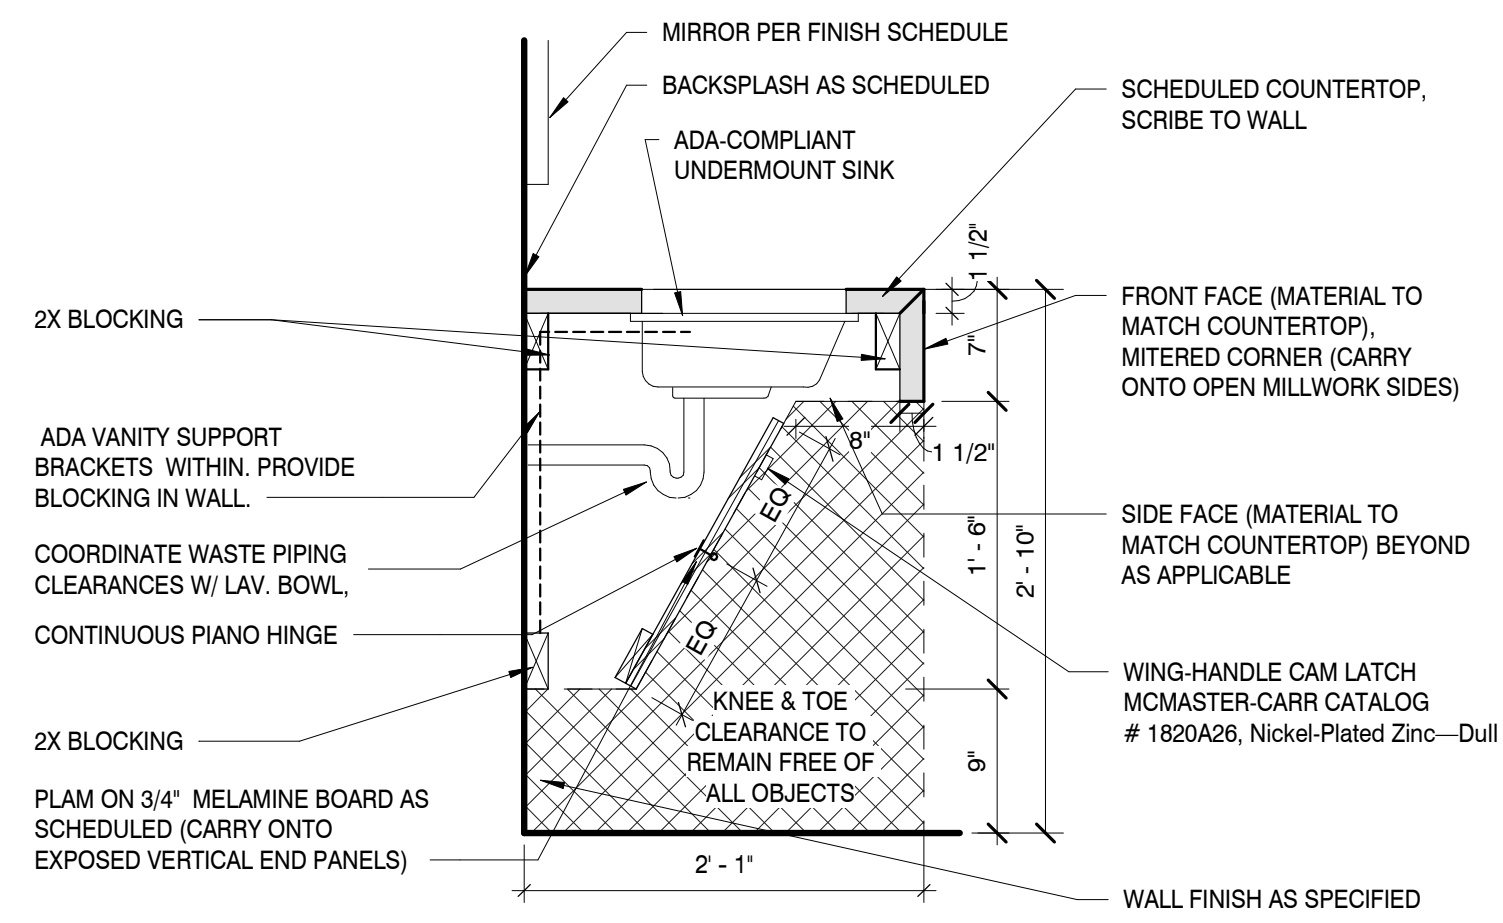 MIRROR PER FINISH SCHEDULE
BACKSPLASH AS SCHEDULED
ADA-COMPLIANT
UNDERMOUNT SINK
SCHEDULED COUNTERTOP,
SCRIBE TO WALL
1 1/2"
FRONT FACE (MATERIAL TO
MATCH COUNTERTOP),
MITERED CORNER (CARRY
ONTO OPEN MILLWORK SIDES)
2X BLOCKING
7"
ADA VANITY SUPPORT
BRACKETS WITHIN. PROVIDE
BLOCKING IN WALL.
8"
1 1/2"
EQ
SIDE FACE (MATERIAL TO
MATCH COUNTERTOP) BEYOND
AS APPLICABLE
1' - 6"
2' - 10"
COORDINATE WASTE PIPING
CLEARANCES W/ LAV. BOWL,
CONTINUOUS PIANO HINGE
EQ
WING-HANDLE CAM LATCH
MCMASTER-CARR CATALOG
# 1820A26, Nickel-Plated Zinc—Dull
KNEE & TOE
CLEARANCE TO
REMAIN FREE OF
ALL OBJECTS
2X BLOCKING
9"
PLAM ON 3/4" MELAMINE BOARD AS
SCHEDULED (CARRY ONTO
EXPOSED VERTICAL END PANELS)
2' - 1"
WALL FINISH AS SPECIFIED